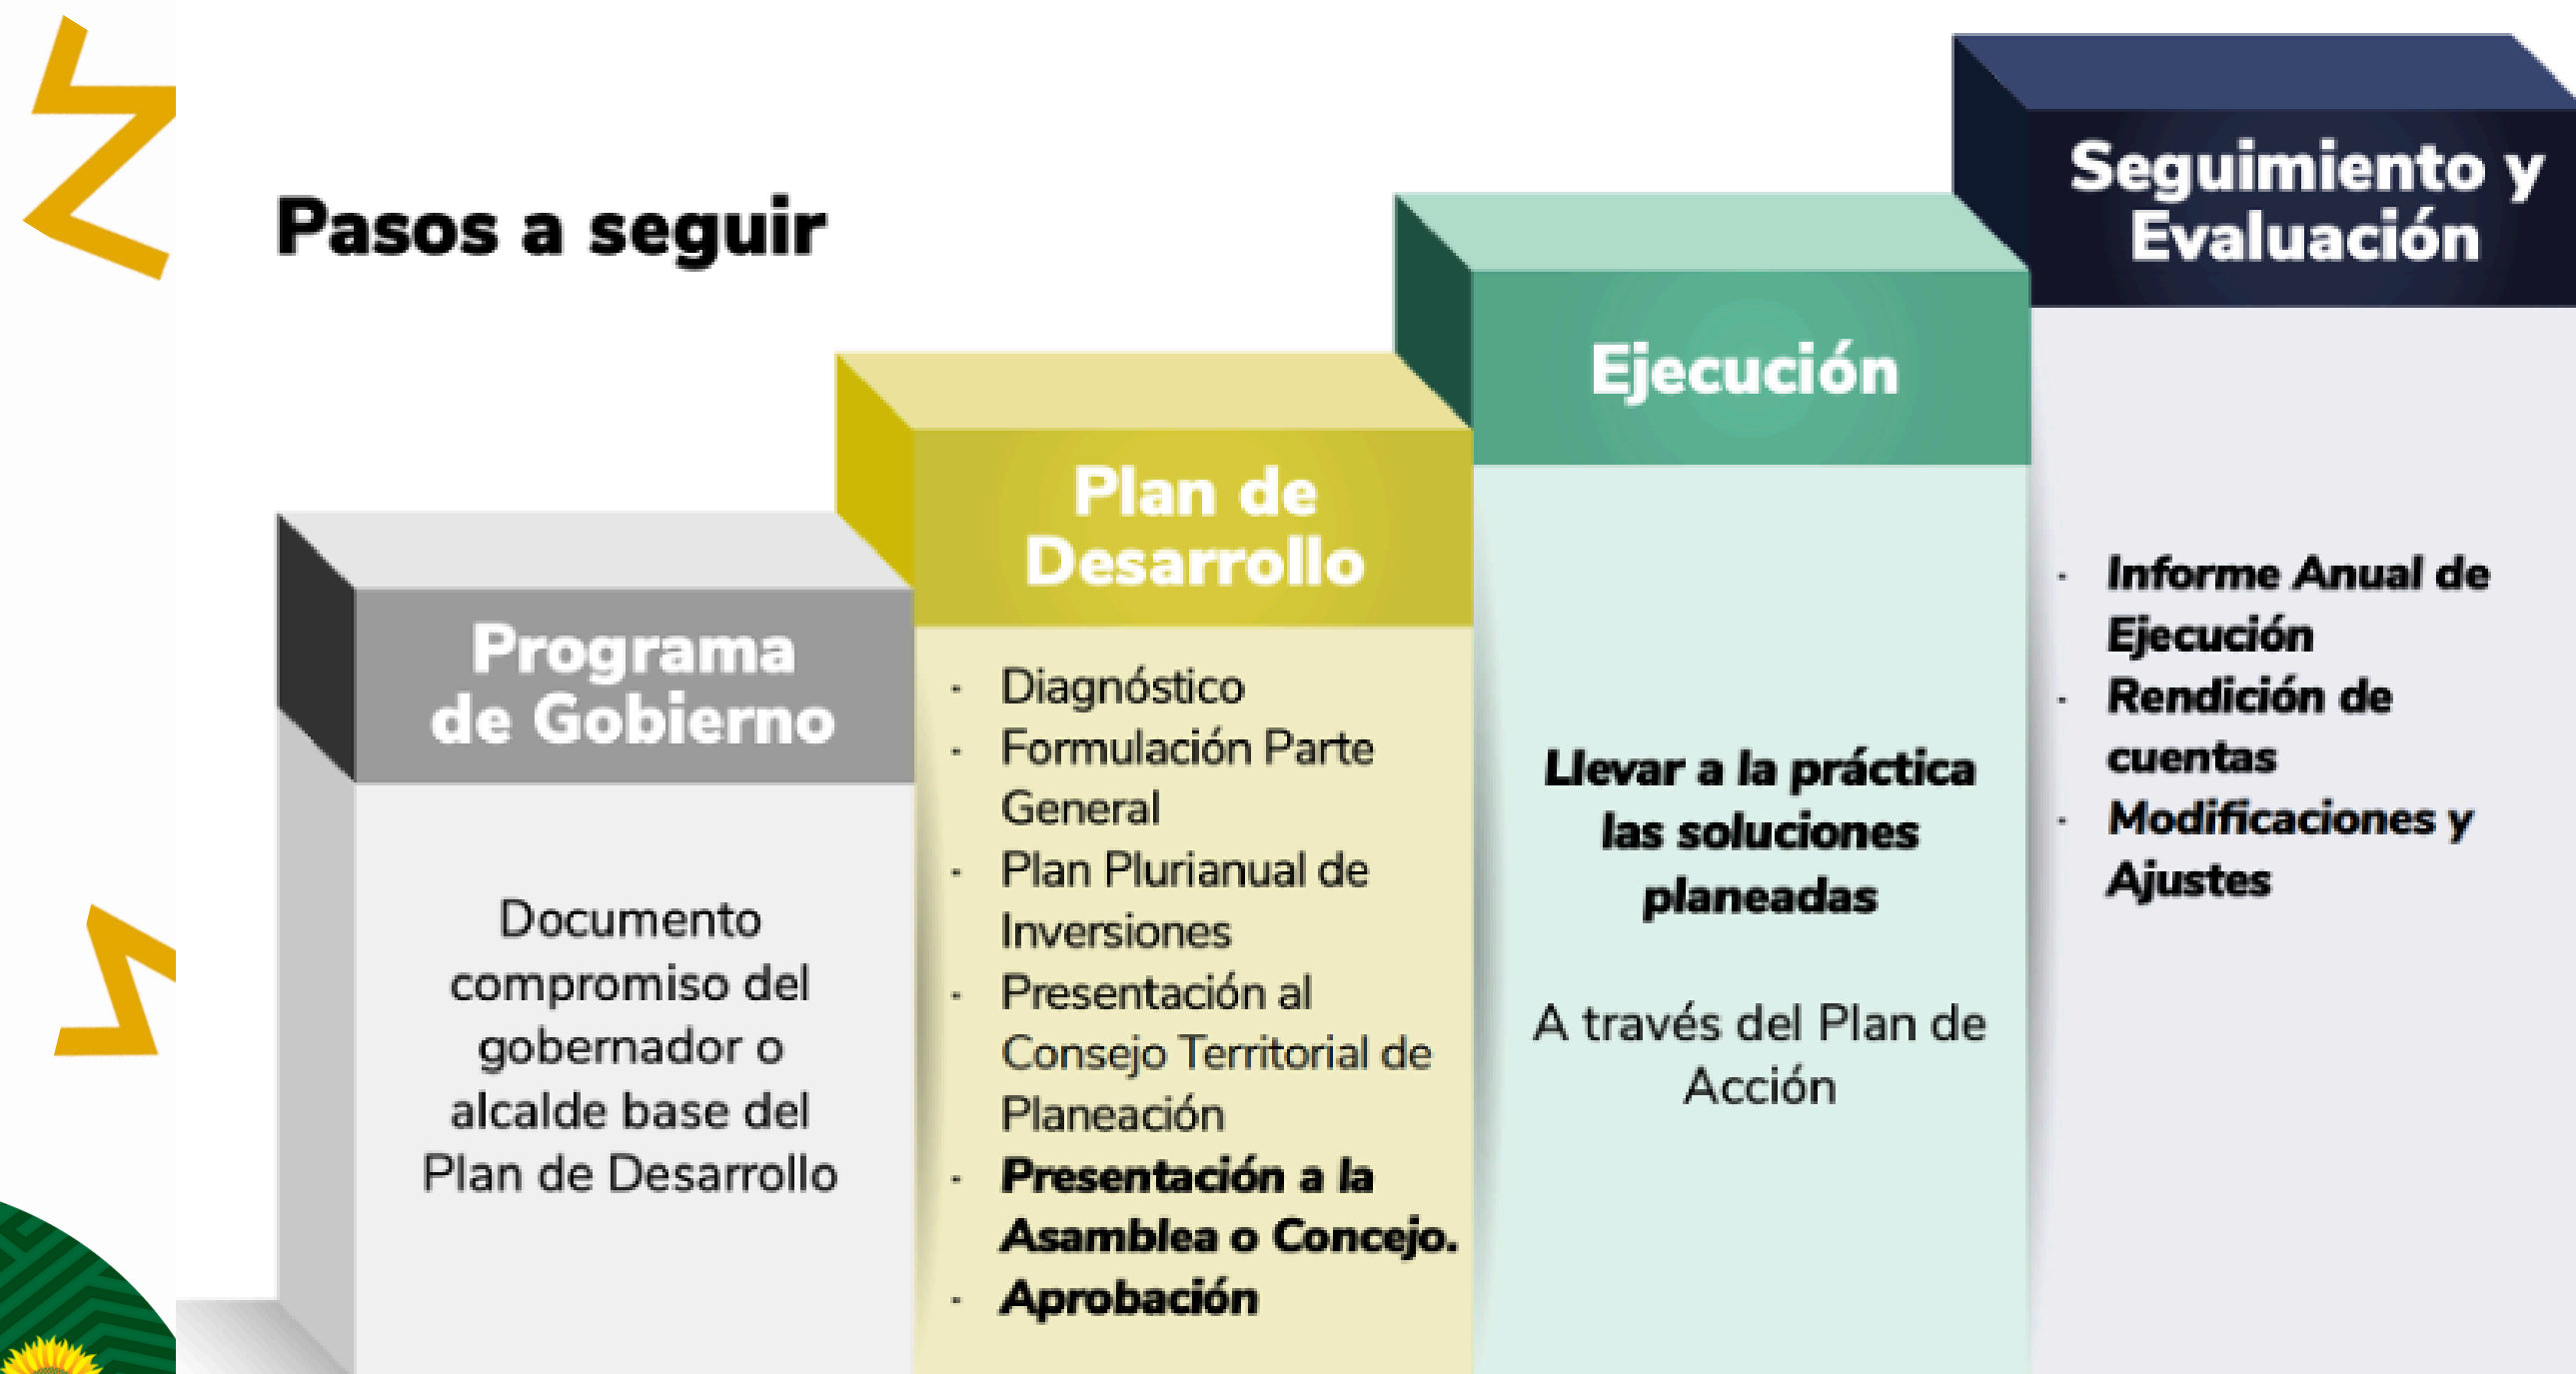 Pasos a seguir
Programa
de Gobierno
Documento
compromiso del
gobernador o
alcalde base del
Plan de Desarrollo
Plan de
Desarrollo
· Diagnóstico
· Formulación Parte
General
· Plan Plurianual de
Inversiones
· Presentación al
Consejo Territorial de
Planeación
· Presentación a la
Asamblea o Concejo.
· Aprobación
Ejecución
Llevar a la práctica
las soluciones
planeadas
A través del Plan de
Acción
Seguimiento y
Evaluación
· Informe Anual de
Ejecución
· Rendición de
cuentas
· Modificaciones y
Ajustes